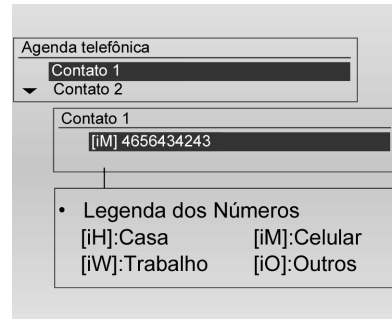 Agenda telefônica
Contato 1
Contato 2
Contato 1
[iM] 4656434243
• Legenda dos Números
[iH]:Casa [iM]:Celular
[iW]:Trabalho [iO]:Outros